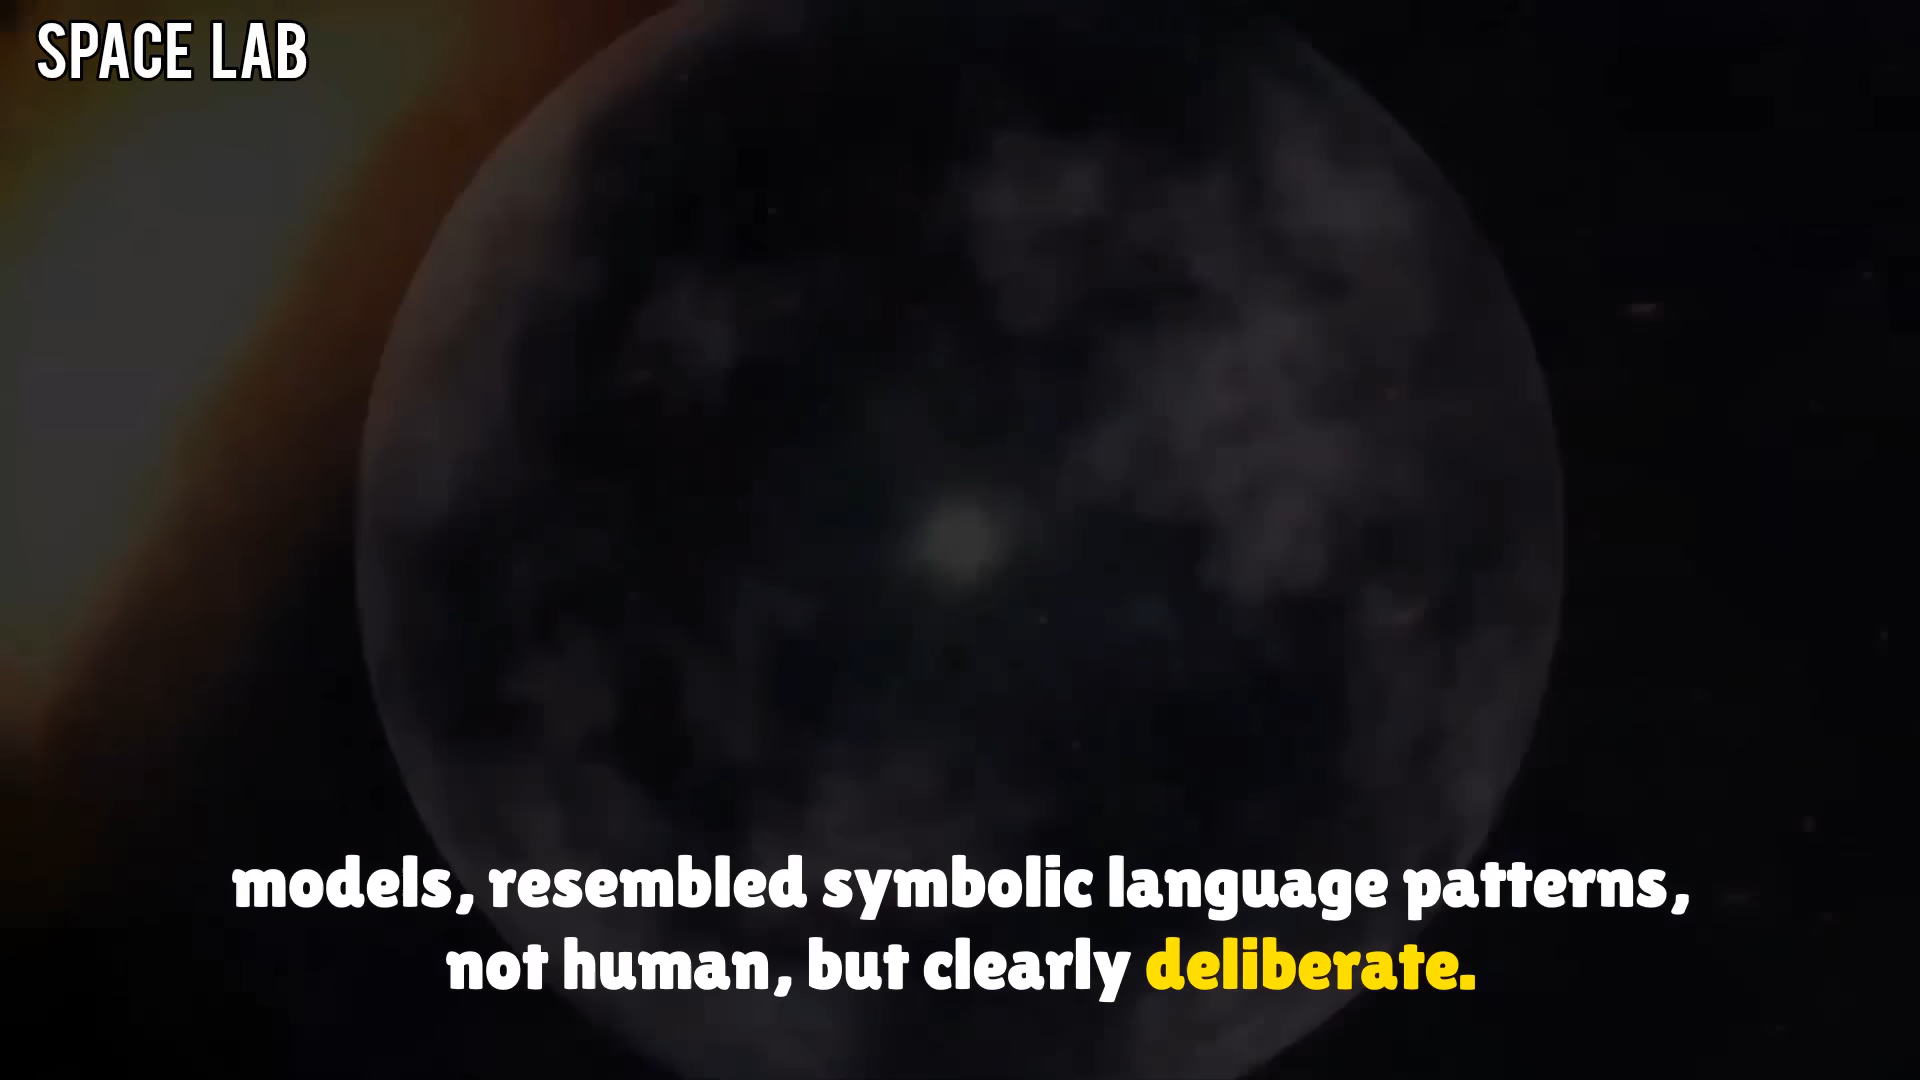 SPACE LAB
models, resembled symbolic language patterns,
not human, but clearly deliberate.